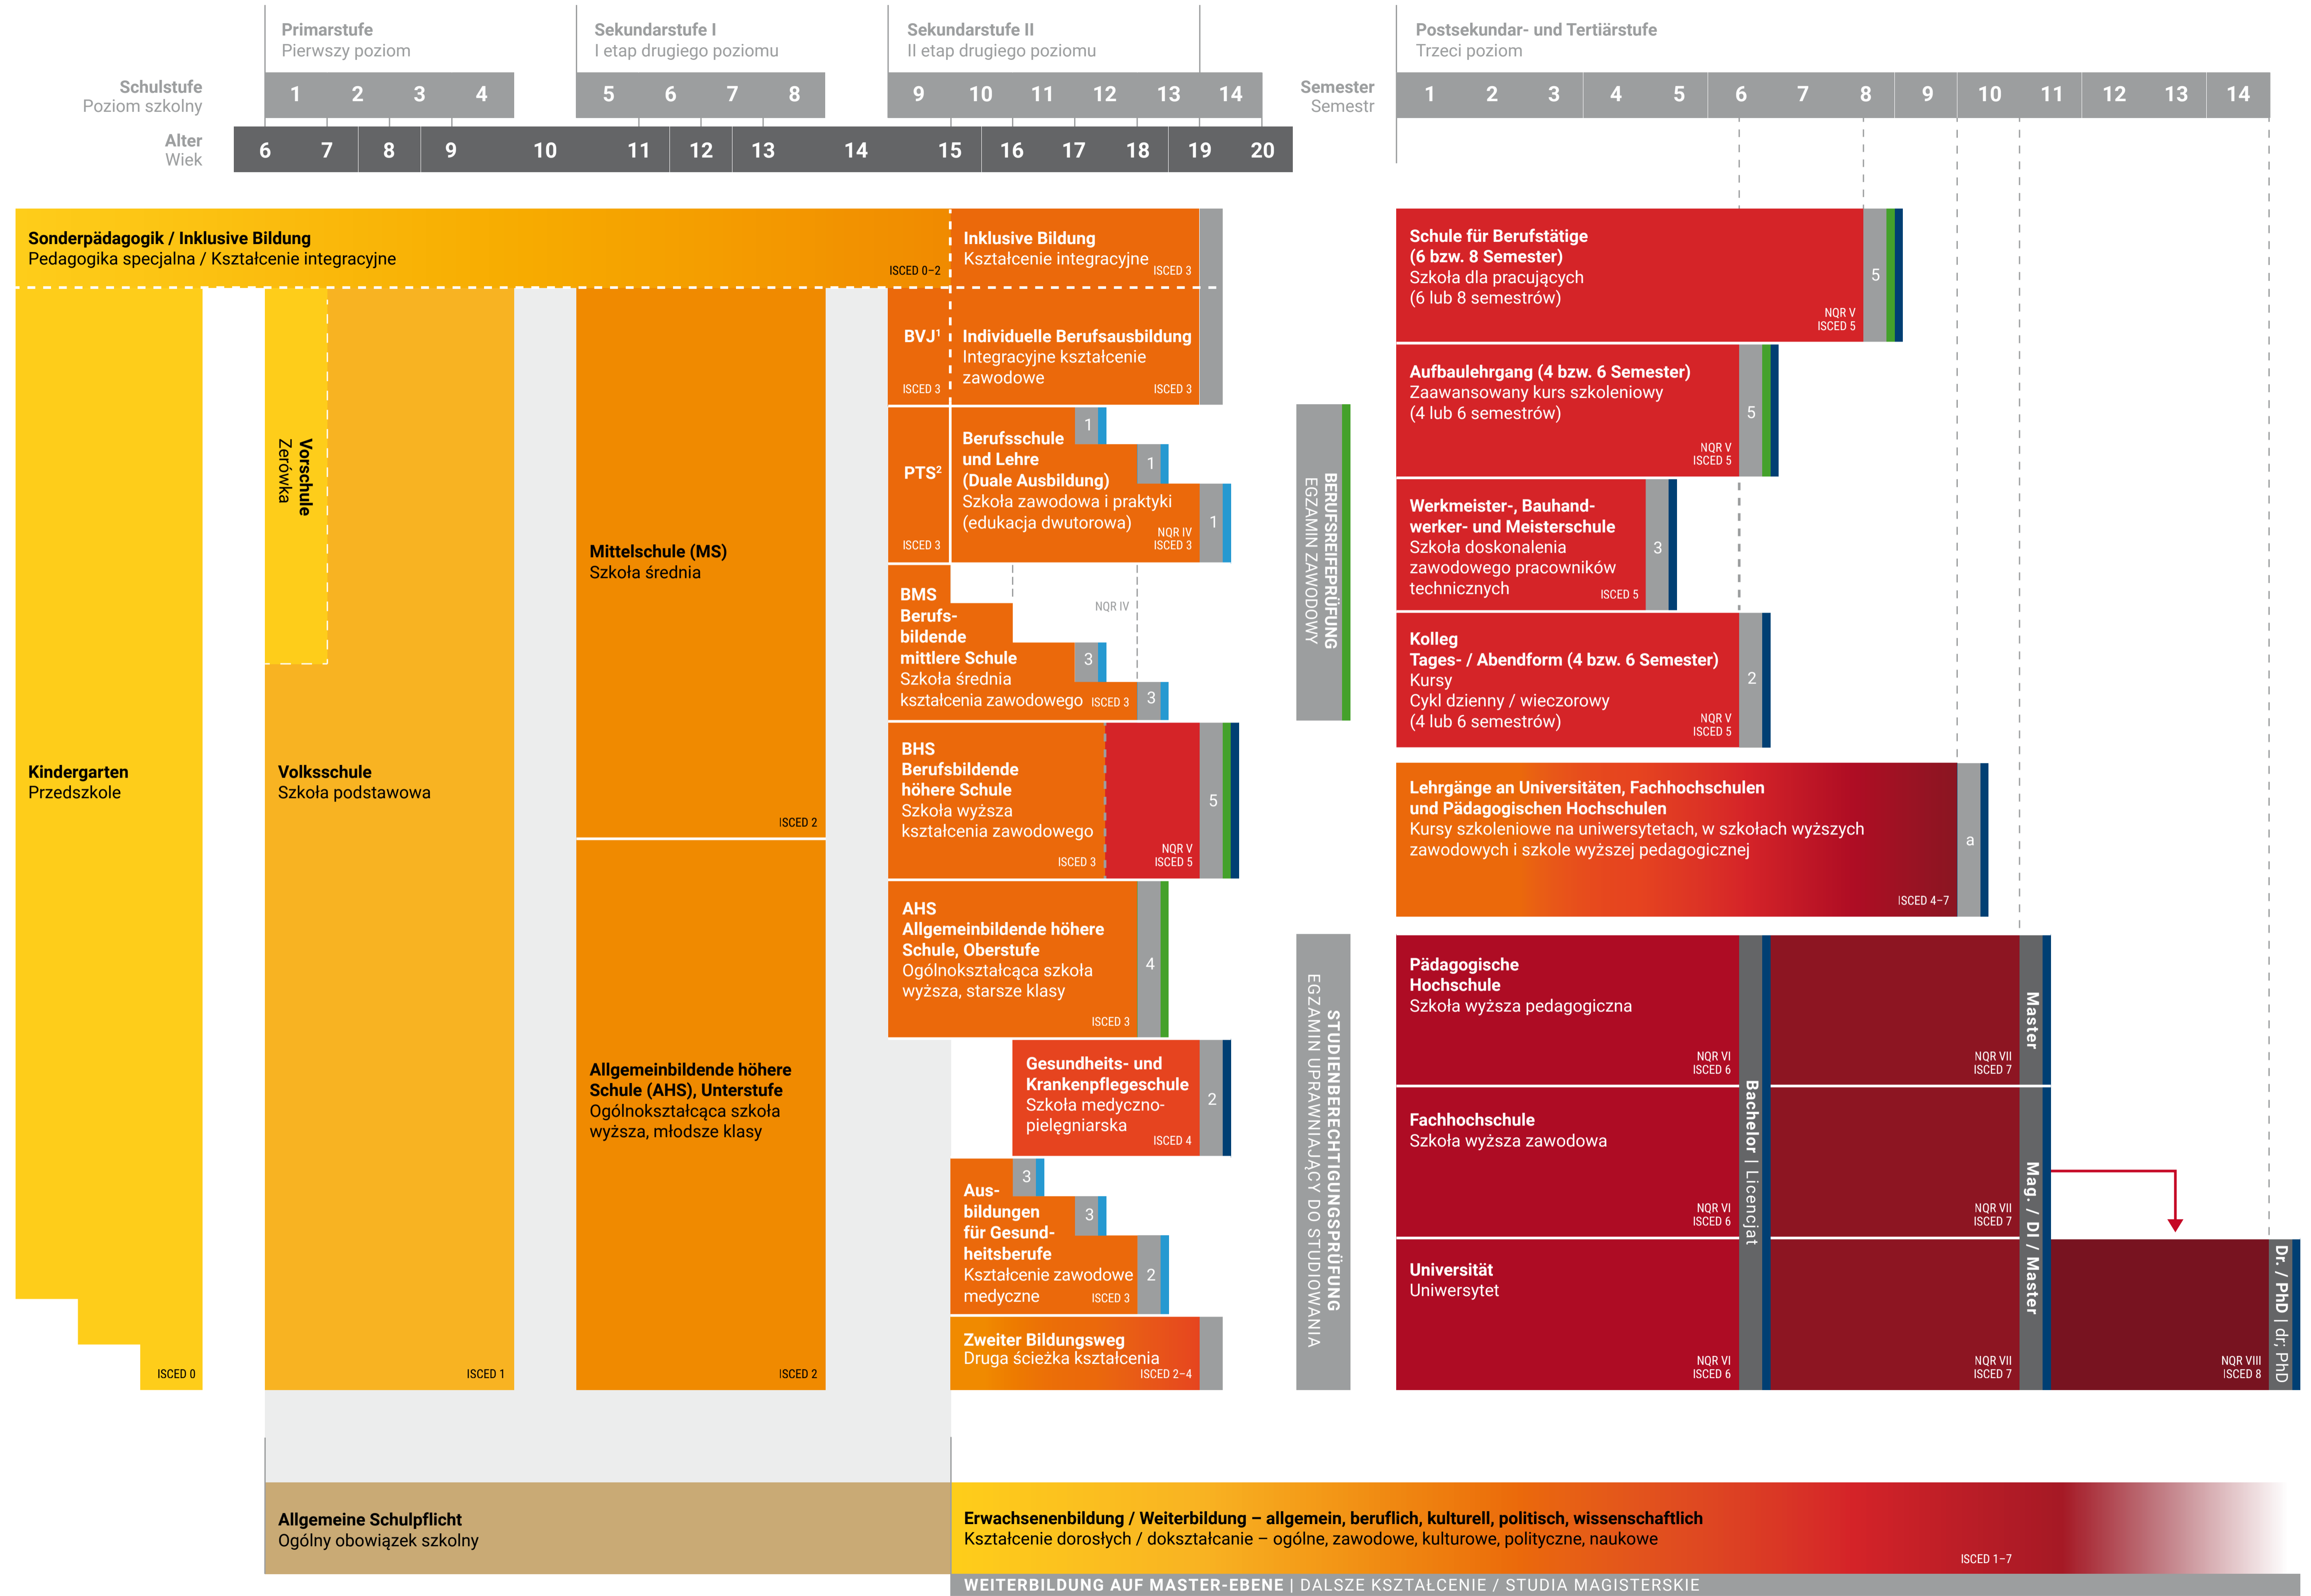 Primarstufe
Pierwszy poziom
Sekundarstufe I
I etap drugiego poziomu
Sekundarstufe II
II etap drugiego poziomu
Postsekundar- und Tertiärstufe
Trzeci poziom
Schulstufe
Poziom szkolny
1 2 3 4
5 6 7 8
9 10 11 12 13 14
Semester
Semestr
1 2 3 4 5 6 7 8 9 10 11 12 13 14
Alter
Wiek
6 7 8 9 10 11 12 13 14 15 16 17 18 19 20
Sonderpädagogik / Inklusive Bildung
Pedagogika specjalna / Kształcenie integracyjne
ISCED 0–2
Inklusive Bildung
Kształcenie integracyjne
ISCED 3
BVJ¹
ISCED 3
Individuelle Berufsausbildung
Integracyjne kształcenie
zawodowe
ISCED 3
Kindergarten
Przedszkole
ISCED 0
Vorschule
Zerówka
Volksschule
Szkoła podstawowa
ISCED 1
Mittelschule (MS)
Szkoła średnia
ISCED 2
Allgemeinbildende höhere
Schule (AHS), Unterstufe
Ogólnokształcąca szkoła
wyższa, młodsze klasy
ISCED 2
PTS²
ISCED 3
Berufsschule
und Lehre
(Duale Ausbildung)
Szkoła zawodowa i praktyki
(edukacja dwutorowa)
NQR IV
ISCED 3
1
1
1
BMS
Berufs-
bildende
mittlere Schule
Szkoła średnia
kształcenia zawodowego
ISCED 3
NQR IV
3
3
BHS
Berufsbildende
höhere Schule
Szkoła wyższa
kształcenia zawodowego
ISCED 3
NQR V
ISCED 5
5
AHS
Allgemeinbildende höhere
Schule, Oberstufe
Ogólnokształcąca szkoła
wyższa, starsze klasy
ISCED 3
4
Gesundheits- und
Krankenpflegeschule
Szkoła medyczno-
pielęgniarska
ISCED 4
2
Aus-
bildungen
für Gesund-
heitsberufe
Kształcenie zawodowe
medyczne
ISCED 3
3
3
2
Zweiter Bildungsweg
Druga ścieżka kształcenia
ISCED 2–4
BERUFSREIFEPRÜFUNG
EGZAMIN ZAWODOWY
STUDIENBERECHTIGUNGSPRÜFUNG
EGZAMIN UPRAWNIAJĄCY DO STUDIOWANIA
Schule für Berufstätige
(6 bzw. 8 Semester)
Szkoła dla pracujących
(6 lub 8 semestrów)
NQR V
ISCED 5
5
Aufbaulehrgang (4 bzw. 6 Semester)
Zaawansowany kurs szkoleniowy
(4 lub 6 semestrów)
NQR V
ISCED 5
5
Werkmeister-, Bauhand-
werker- und Meisterschule
Szkoła doskonalenia
zawodowego pracowników
technicznych
ISCED 5
3
Kolleg
Tages- / Abendform (4 bzw. 6 Semester)
Kursy
Cykl dzienny / wieczorowy
(4 lub 6 semestrów)
NQR V
ISCED 5
2
Lehrgänge an Universitäten, Fachhochschulen
und Pädagogischen Hochschulen
Kursy szkoleniowe na uniwersytetach, w szkołach wyższych
zawodowych i szkole wyższej pedagogicznej
ISCED 4–7
a
Pädagogische
Hochschule
Szkoła wyższa pedagogiczna
NQR VI
ISCED 6
NQR VII
ISCED 7
Master
Fachhochschule
Szkoła wyższa zawodowa
NQR VI
ISCED 6
NQR VII
ISCED 7
Bachelor | Licencjat
Mag. / DI / Master
Universität
Uniwersytet
NQR VI
ISCED 6
NQR VII
ISCED 7
NQR VIII
ISCED 8
Dr. / PhD | dr; PhD
Allgemeine Schulpflicht
Ogólny obowiązek szkolny
Erwachsenenbildung / Weiterbildung – allgemein, beruflich, kulturell, politisch, wissenschaftlich
Kształcenie dorosłych / dokształcanie – ogólne, zawodowe, kulturowe, polityczne, naukowe
ISCED 1–7
WEITERBILDUNG AUF MASTER-EBENE | DALSZE KSZTAŁCENIE / STUDIA MAGISTERSKIE